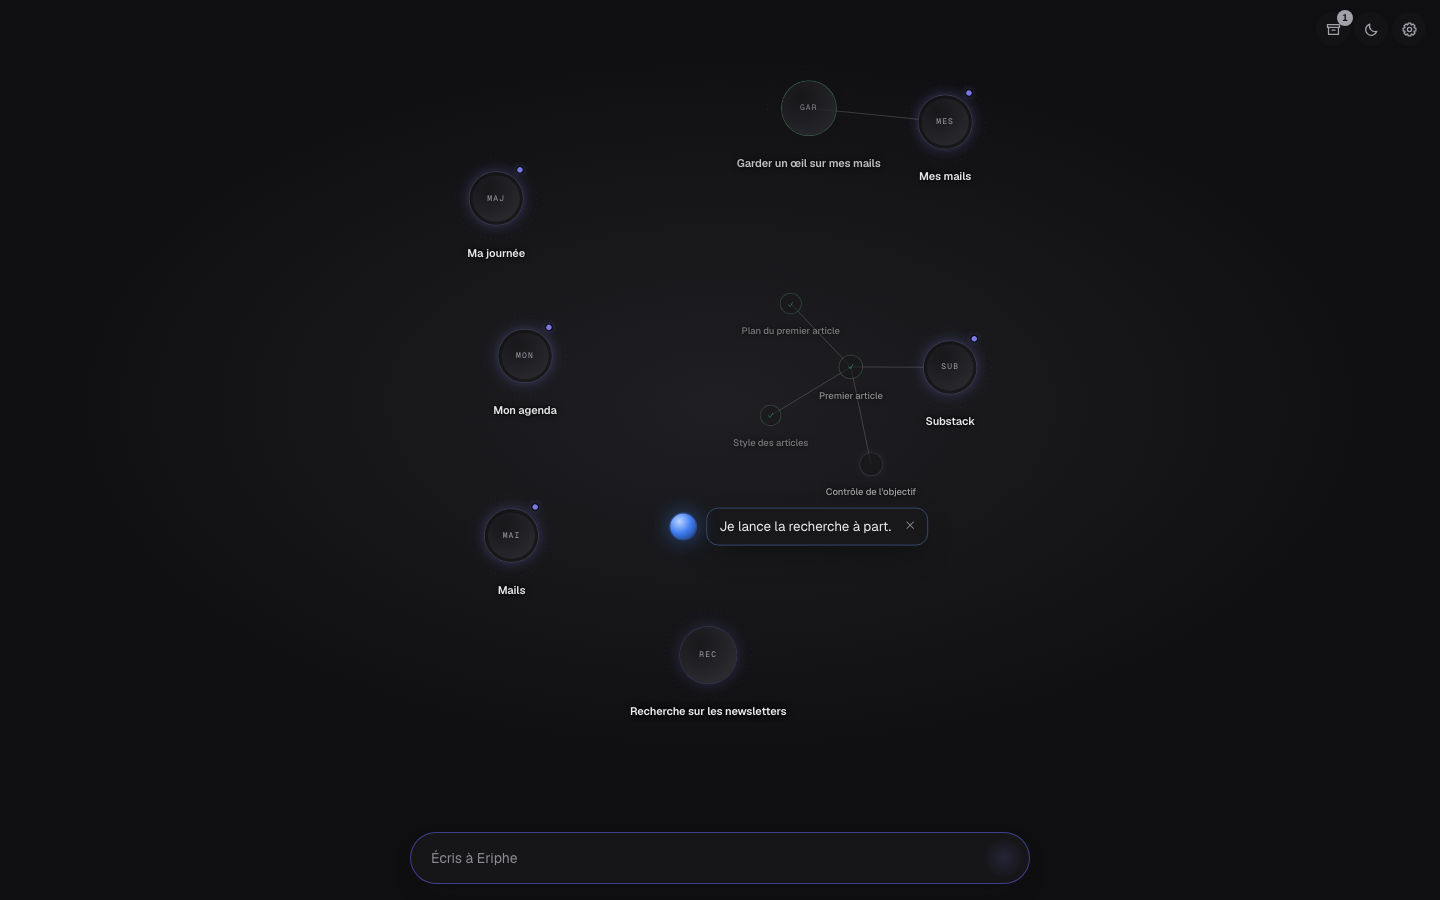 1
GAR
MES
Garder un œil sur mes mails
Mes mails
MAJ
Ma journée
Plan du premier article
MON
SUB
Premier article
Mon agenda
Substack
Style des articles
Contrôle de l'objectif
MAI
Je lance la recherche à part.
Mails
REC
Recherche sur les newsletters
Écris à Eriphe